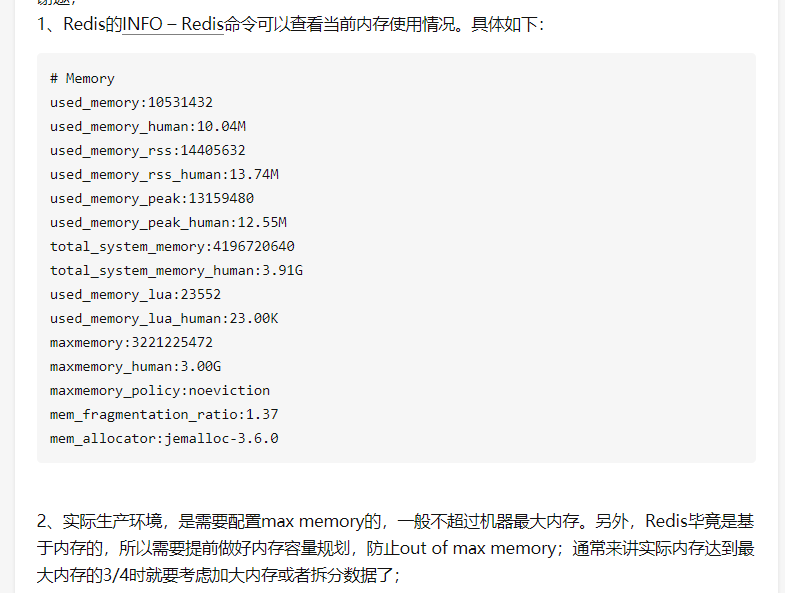 谢邀；
1、Redis的INFO – Redis命令可以查看当前内存使用情况。具体如下：
# Memory
used_memory:10531432
used_memory_human:10.04M
used_memory_rss:14405632
used_memory_rss_human:13.74M
used_memory_peak:13159480
used_memory_peak_human:12.55M
total_system_memory:4196720640
total_system_memory_human:3.91G
used_memory_lua:23552
used_memory_lua_human:23.00K
maxmemory:3221225472
maxmemory_human:3.00G
maxmemory_policy:noeviction
mem_fragmentation_ratio:1.37
mem_allocator:jemalloc-3.6.0
2、实际生产环境，是需要配置max memory的，一般不超过机器最大内存。另外，Redis毕竟是基
于内存的，所以需要提前做好内存容量规划，防止out of max memory；通常来讲实际内存达到最
大内存的3/4时就要考虑加大内存或者拆分数据了；